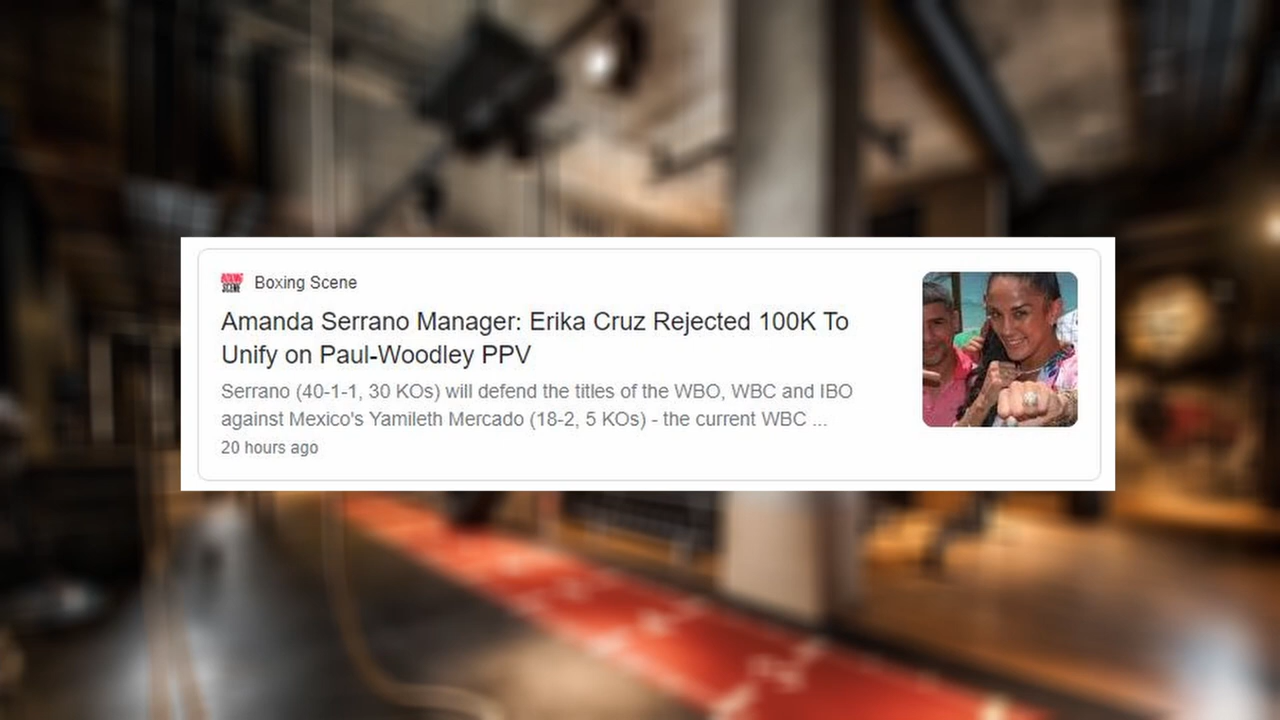 BOXING
SCENE
Boxing Scene
Amanda Serrano Manager: Erika Cruz Rejected 100K To
Unify on Paul-Woodley PPV
Serrano (40-1-1, 30 KOs) will defend the titles of the WBO, WBC and IBO
against Mexico's Yamileth Mercado (18-2, 5 KOs) - the current WBC ...
20 hours ago